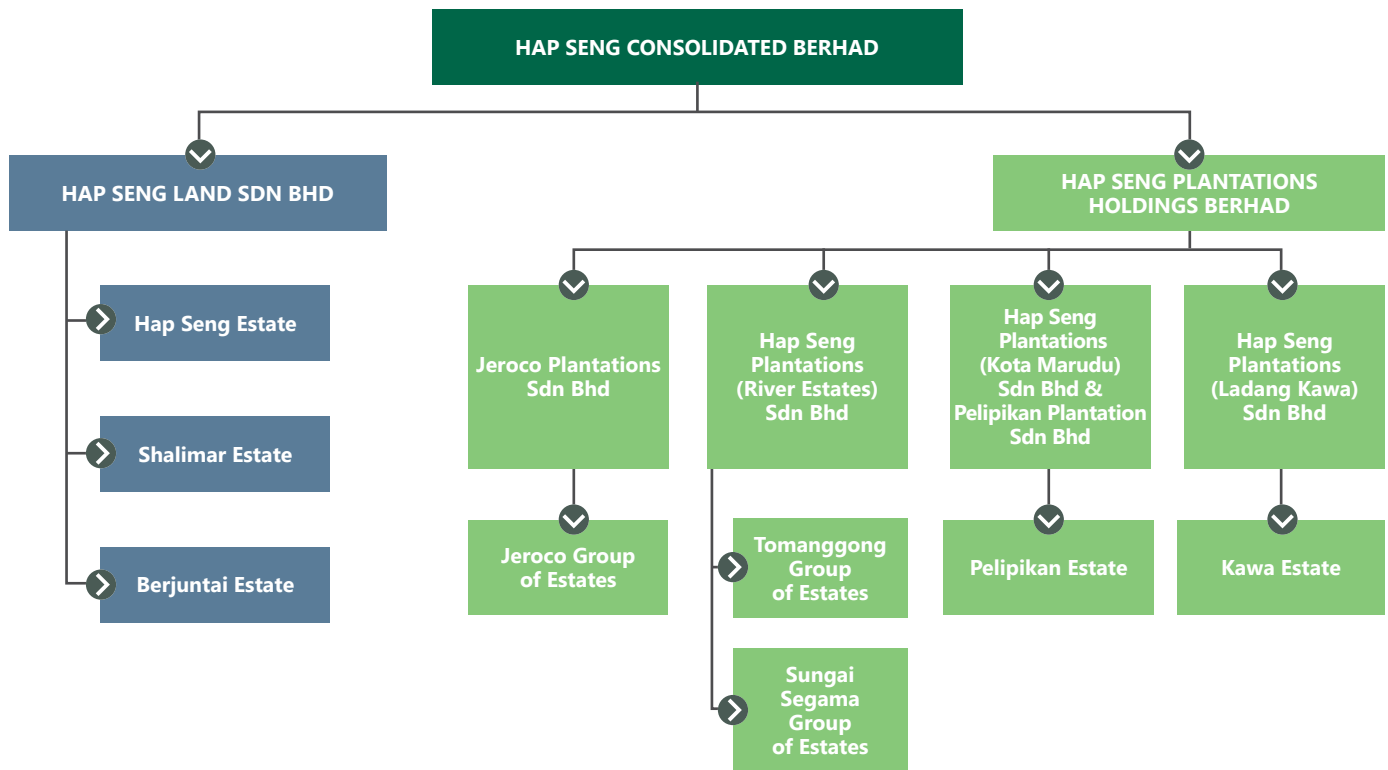 HAP SENG CONSOLIDATED BERHAD
HAP SENG LAND SDN BHD
HAP SENG PLANTATIONS
HOLDINGS BERHAD
Hap Seng Estate
Shalimar Estate
Berjuntai Estate
Jeroco Plantations
Sdn Bhd
Hap Seng
Plantations
(River Estates)
Sdn Bhd
Hap Seng
Plantations
(Kota Marudu)
Sdn Bhd &
Pelipikan Plantation
Sdn Bhd
Hap Seng
Plantations
(Ladang Kawa)
Sdn Bhd
Jeroco Group
of Estates
Tomanggong
Group
of Estates
Pelipikan Estate
Kawa Estate
Sungai
Segama
Group
of Estates